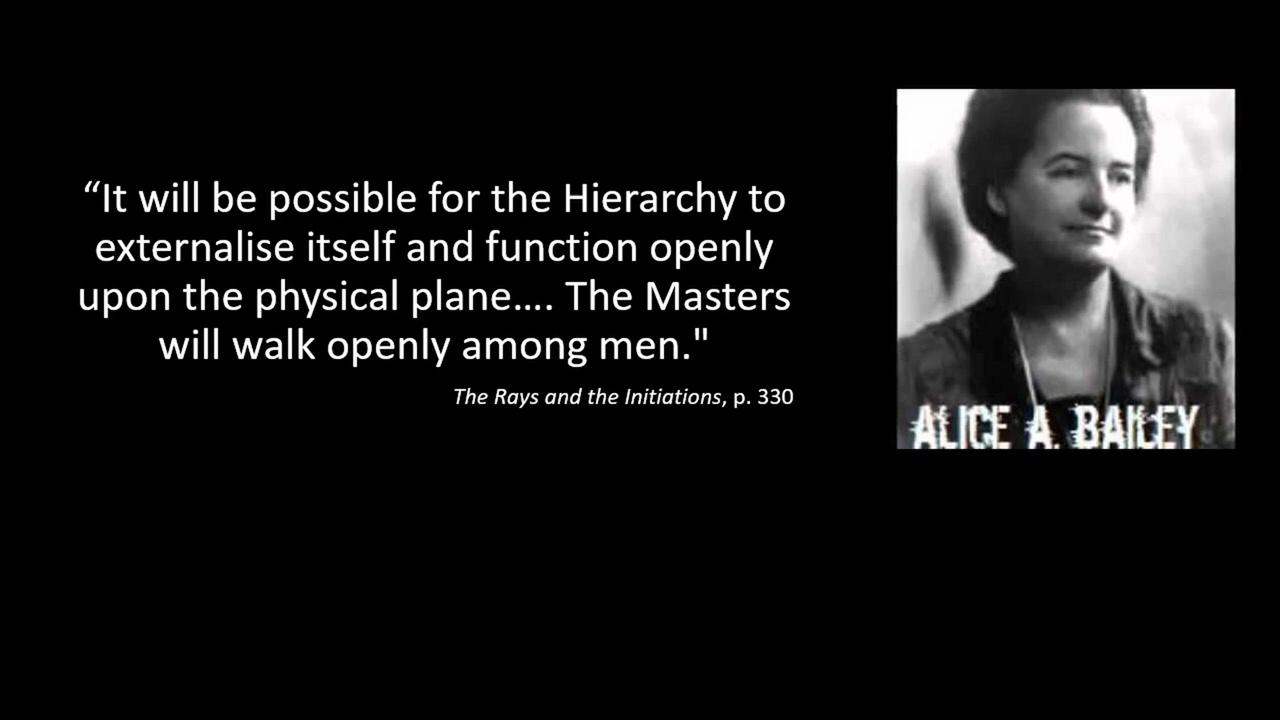 “It will be possible for the Hierarchy to
externalise itself and function openly
upon the physical plane…. The Masters
will walk openly among men."
The Rays and the Initiations, p. 330
ALICE A. BAILEY